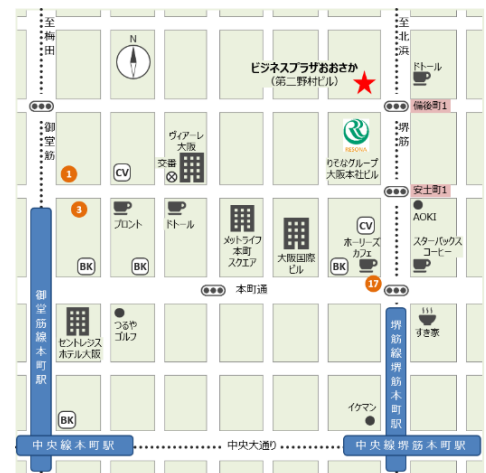 至梅田
至北浜
N
ビジネスプラザおおさか
(第二野村ビル)
ドトール
備後町1
御堂筋
堺筋
ヴィアーレ
大阪
交番
RESONA
りそなグループ
大阪本社ビル
1
CV
安土町1
3
プロント
ドトール
メットライフ
本町
スクエア
大阪国際
ビル
CV
ホーリーズ
カフェ
AOKI
スターバックス
コーヒー
BK
BK
BK
17
本町通
御堂筋線本町駅
セントレジス
ホテル大阪
つるや
ゴルフ
堺筋線堺筋本町駅
すき家
イケマン
BK
中央線本町駅
中央大通り
中央線堺筋本町駅